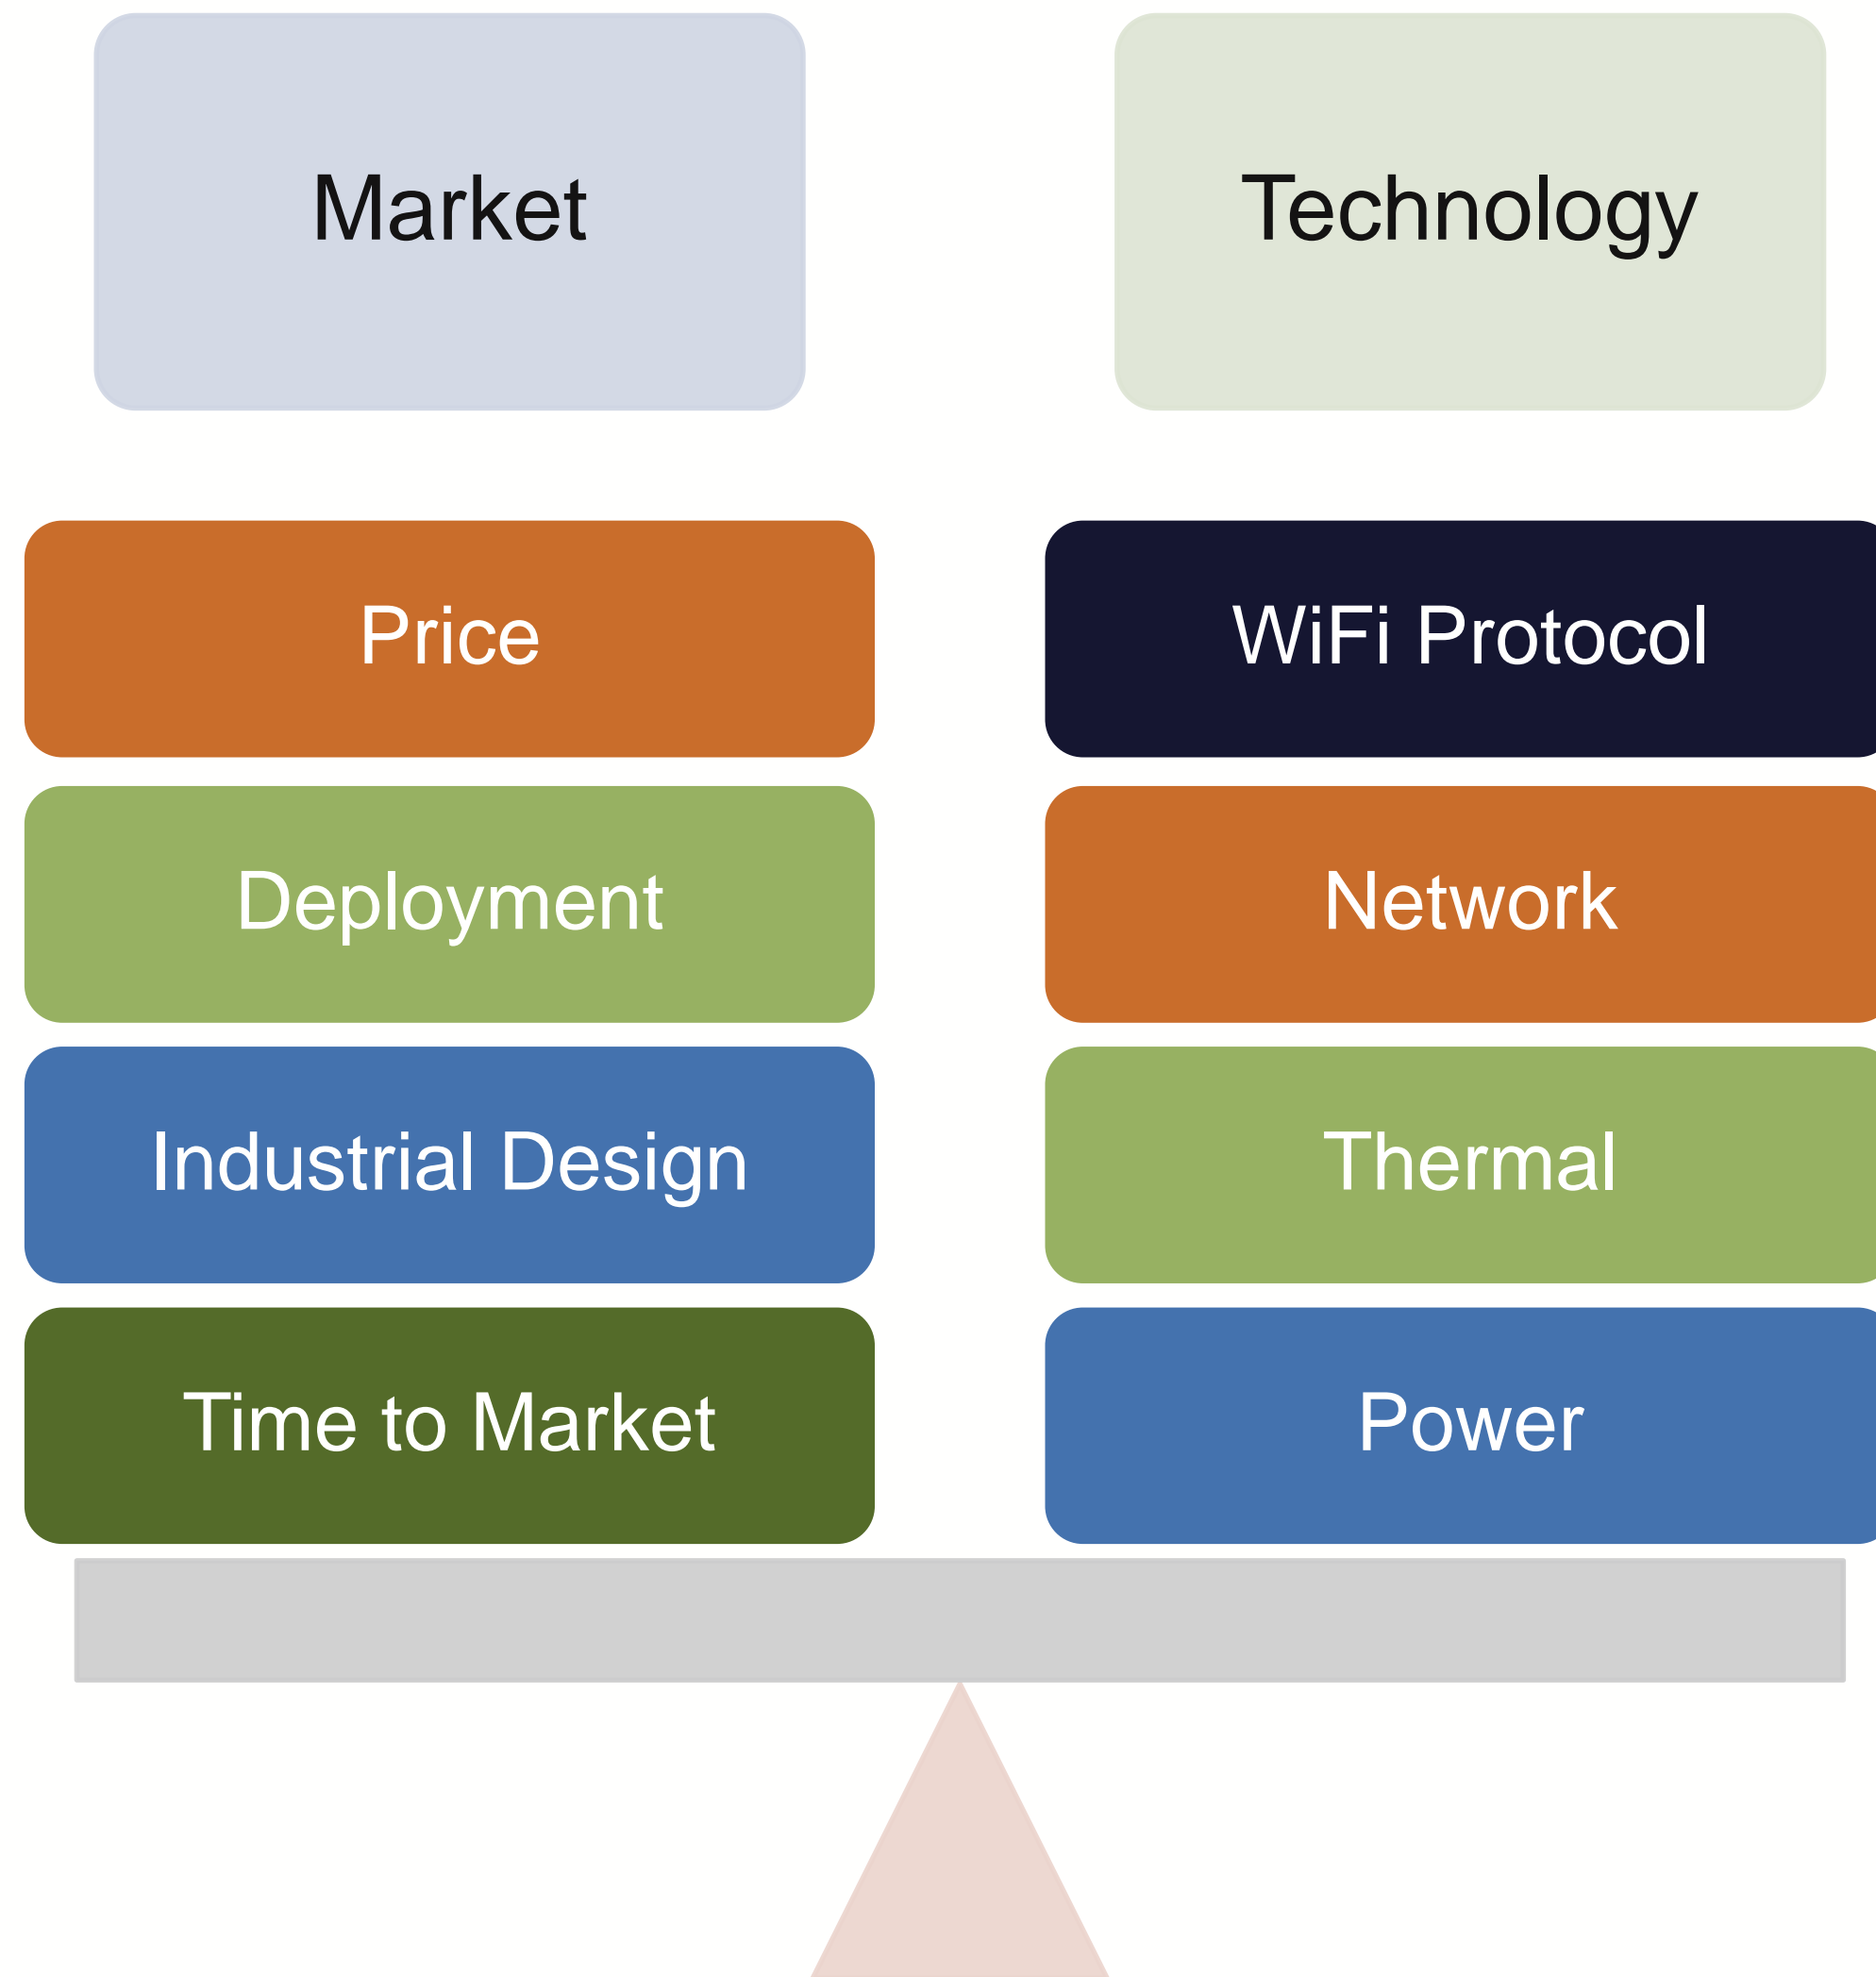 Market
Technology
Price
WiFi Protocol
Deployment
Network
Industrial Design
Thermal
Time to Market
Power